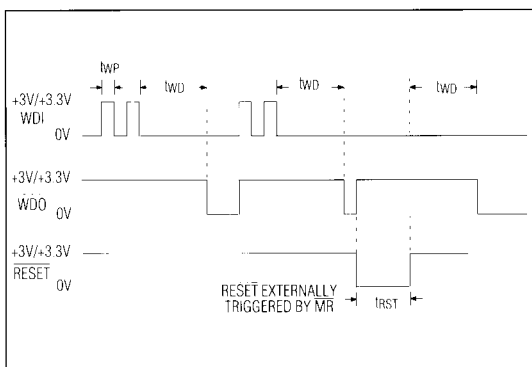 tWP
tWD
tWD
tWD
+3V/+3.3V
WDI
0V
+3V/+3.3V
WDO
0V
+3V/+3.3V
RESET
0V
RESET EXTERNALLY
TRIGGERED BY MR
tRST